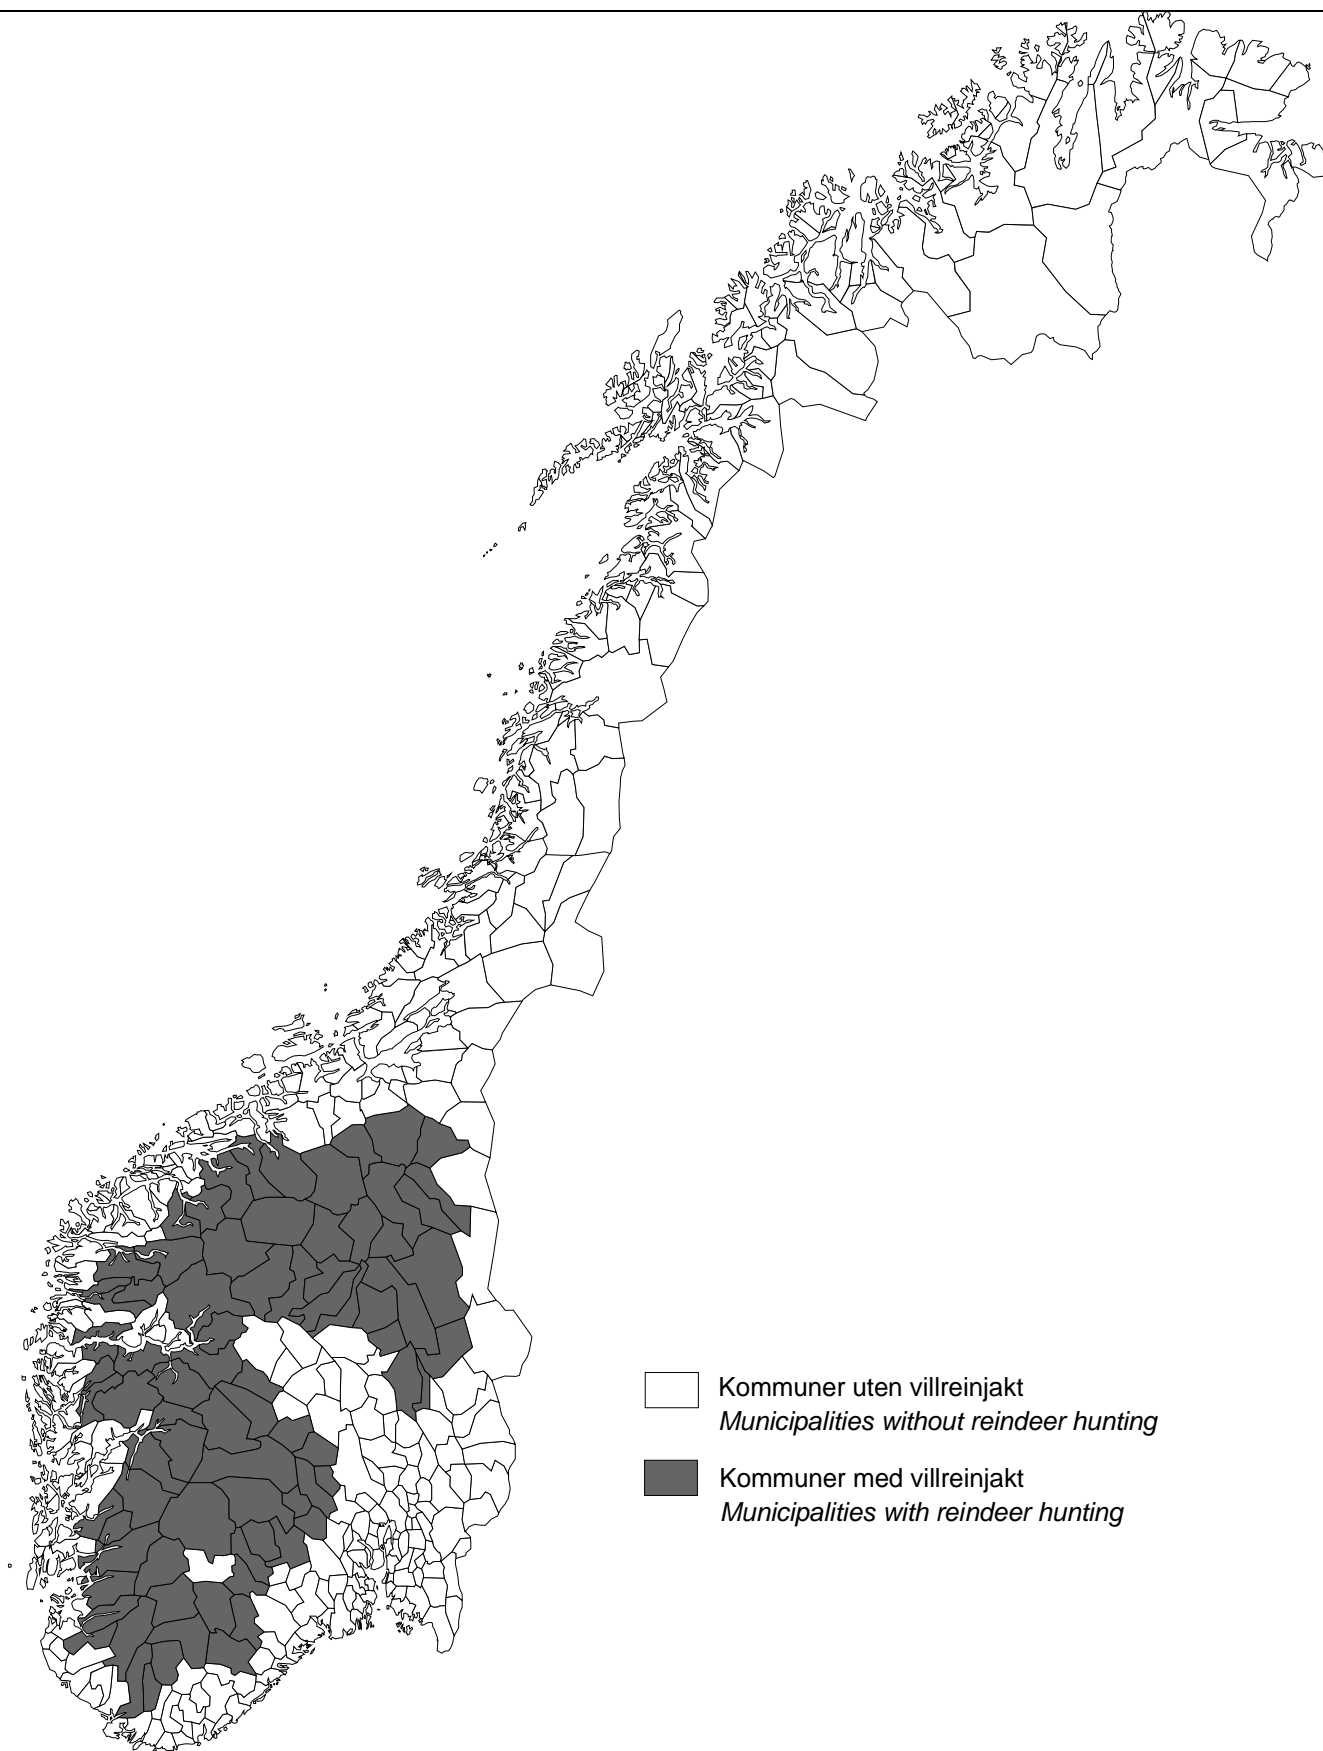 Kommuner uten villreinjakt
Municipalities without reindeer hunting
Kommuner med villreinjakt
Municipalities with reindeer hunting